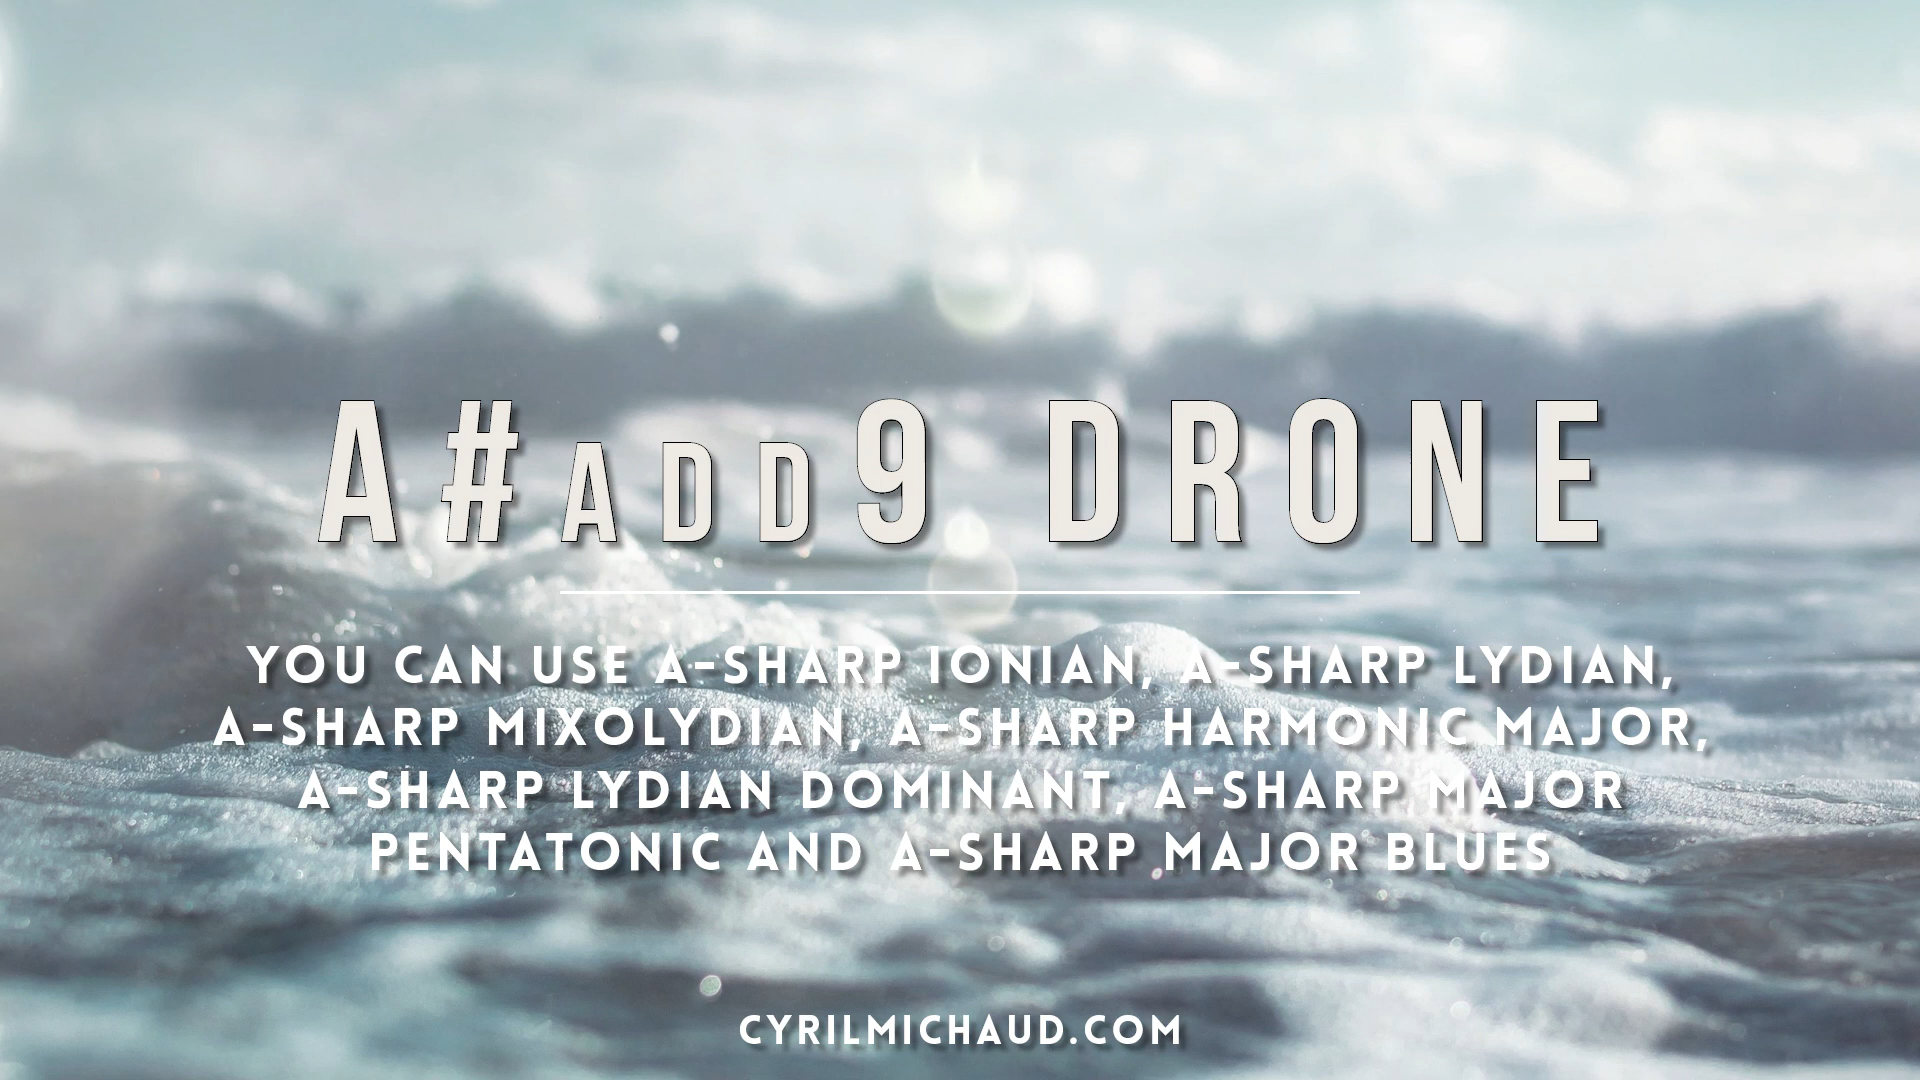 A#ADD9 DRONE
YOU CAN USE A-SHARP IONIAN, A-SHARP LYDIAN,
A-SHARP MIXOLYDIAN, A-SHARP HARMONIC MAJOR,
A-SHARP LYDIAN DOMINANT, A-SHARP MAJOR
PENTATONIC AND A-SHARP MAJOR BLUES
CYRILMICHAUD.COM